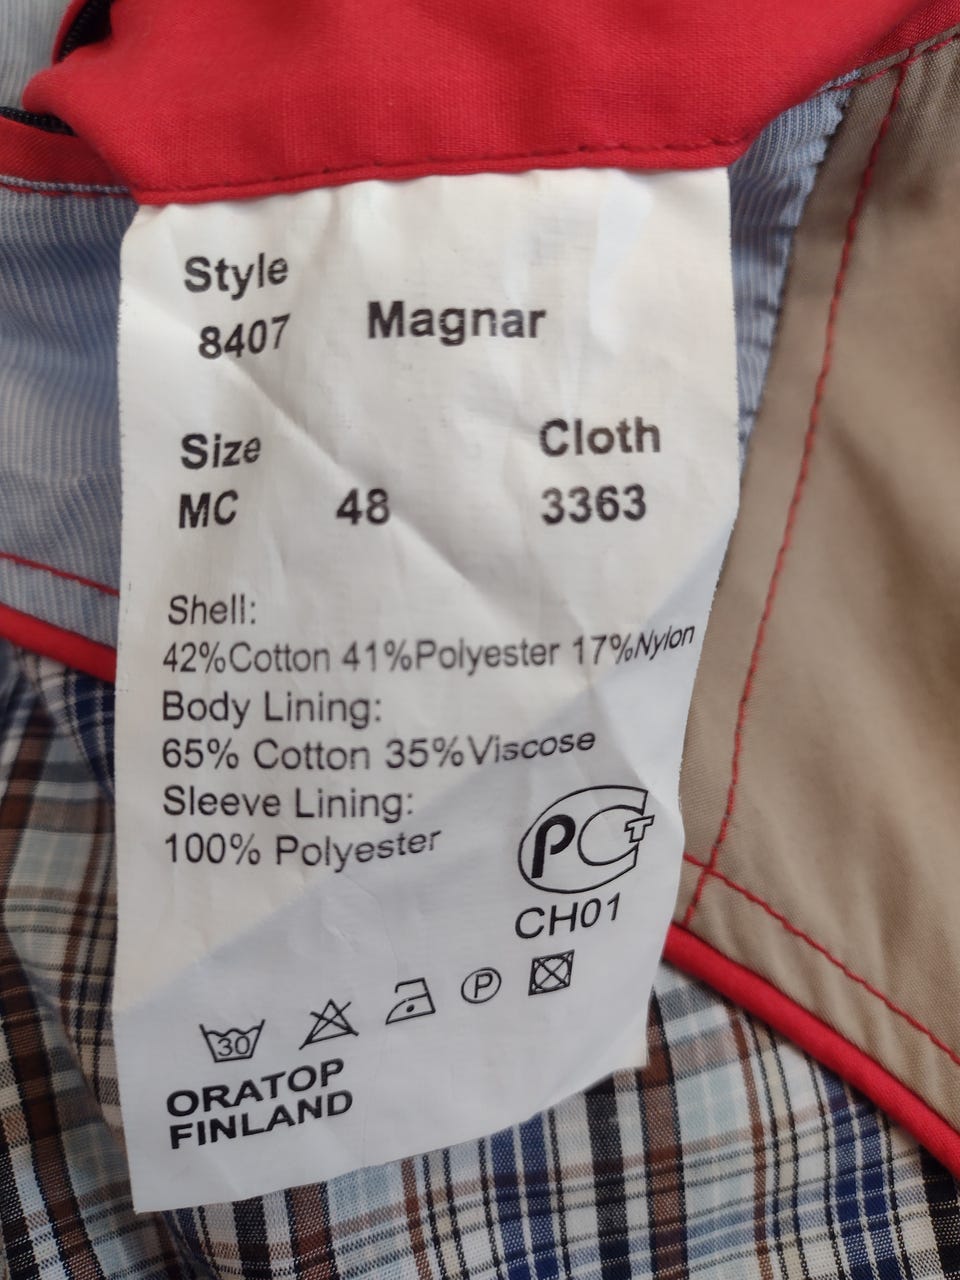 Style
8407 Magnar
Size Cloth
MC 48 3363
Shell:
42%Cotton 41%Polyester 17%Nylon
Body Lining:
65% Cotton 35%Viscose
Sleeve Lining:
100% Polyester
РСТ
CH01
30
P
ORATOP
FINLAND